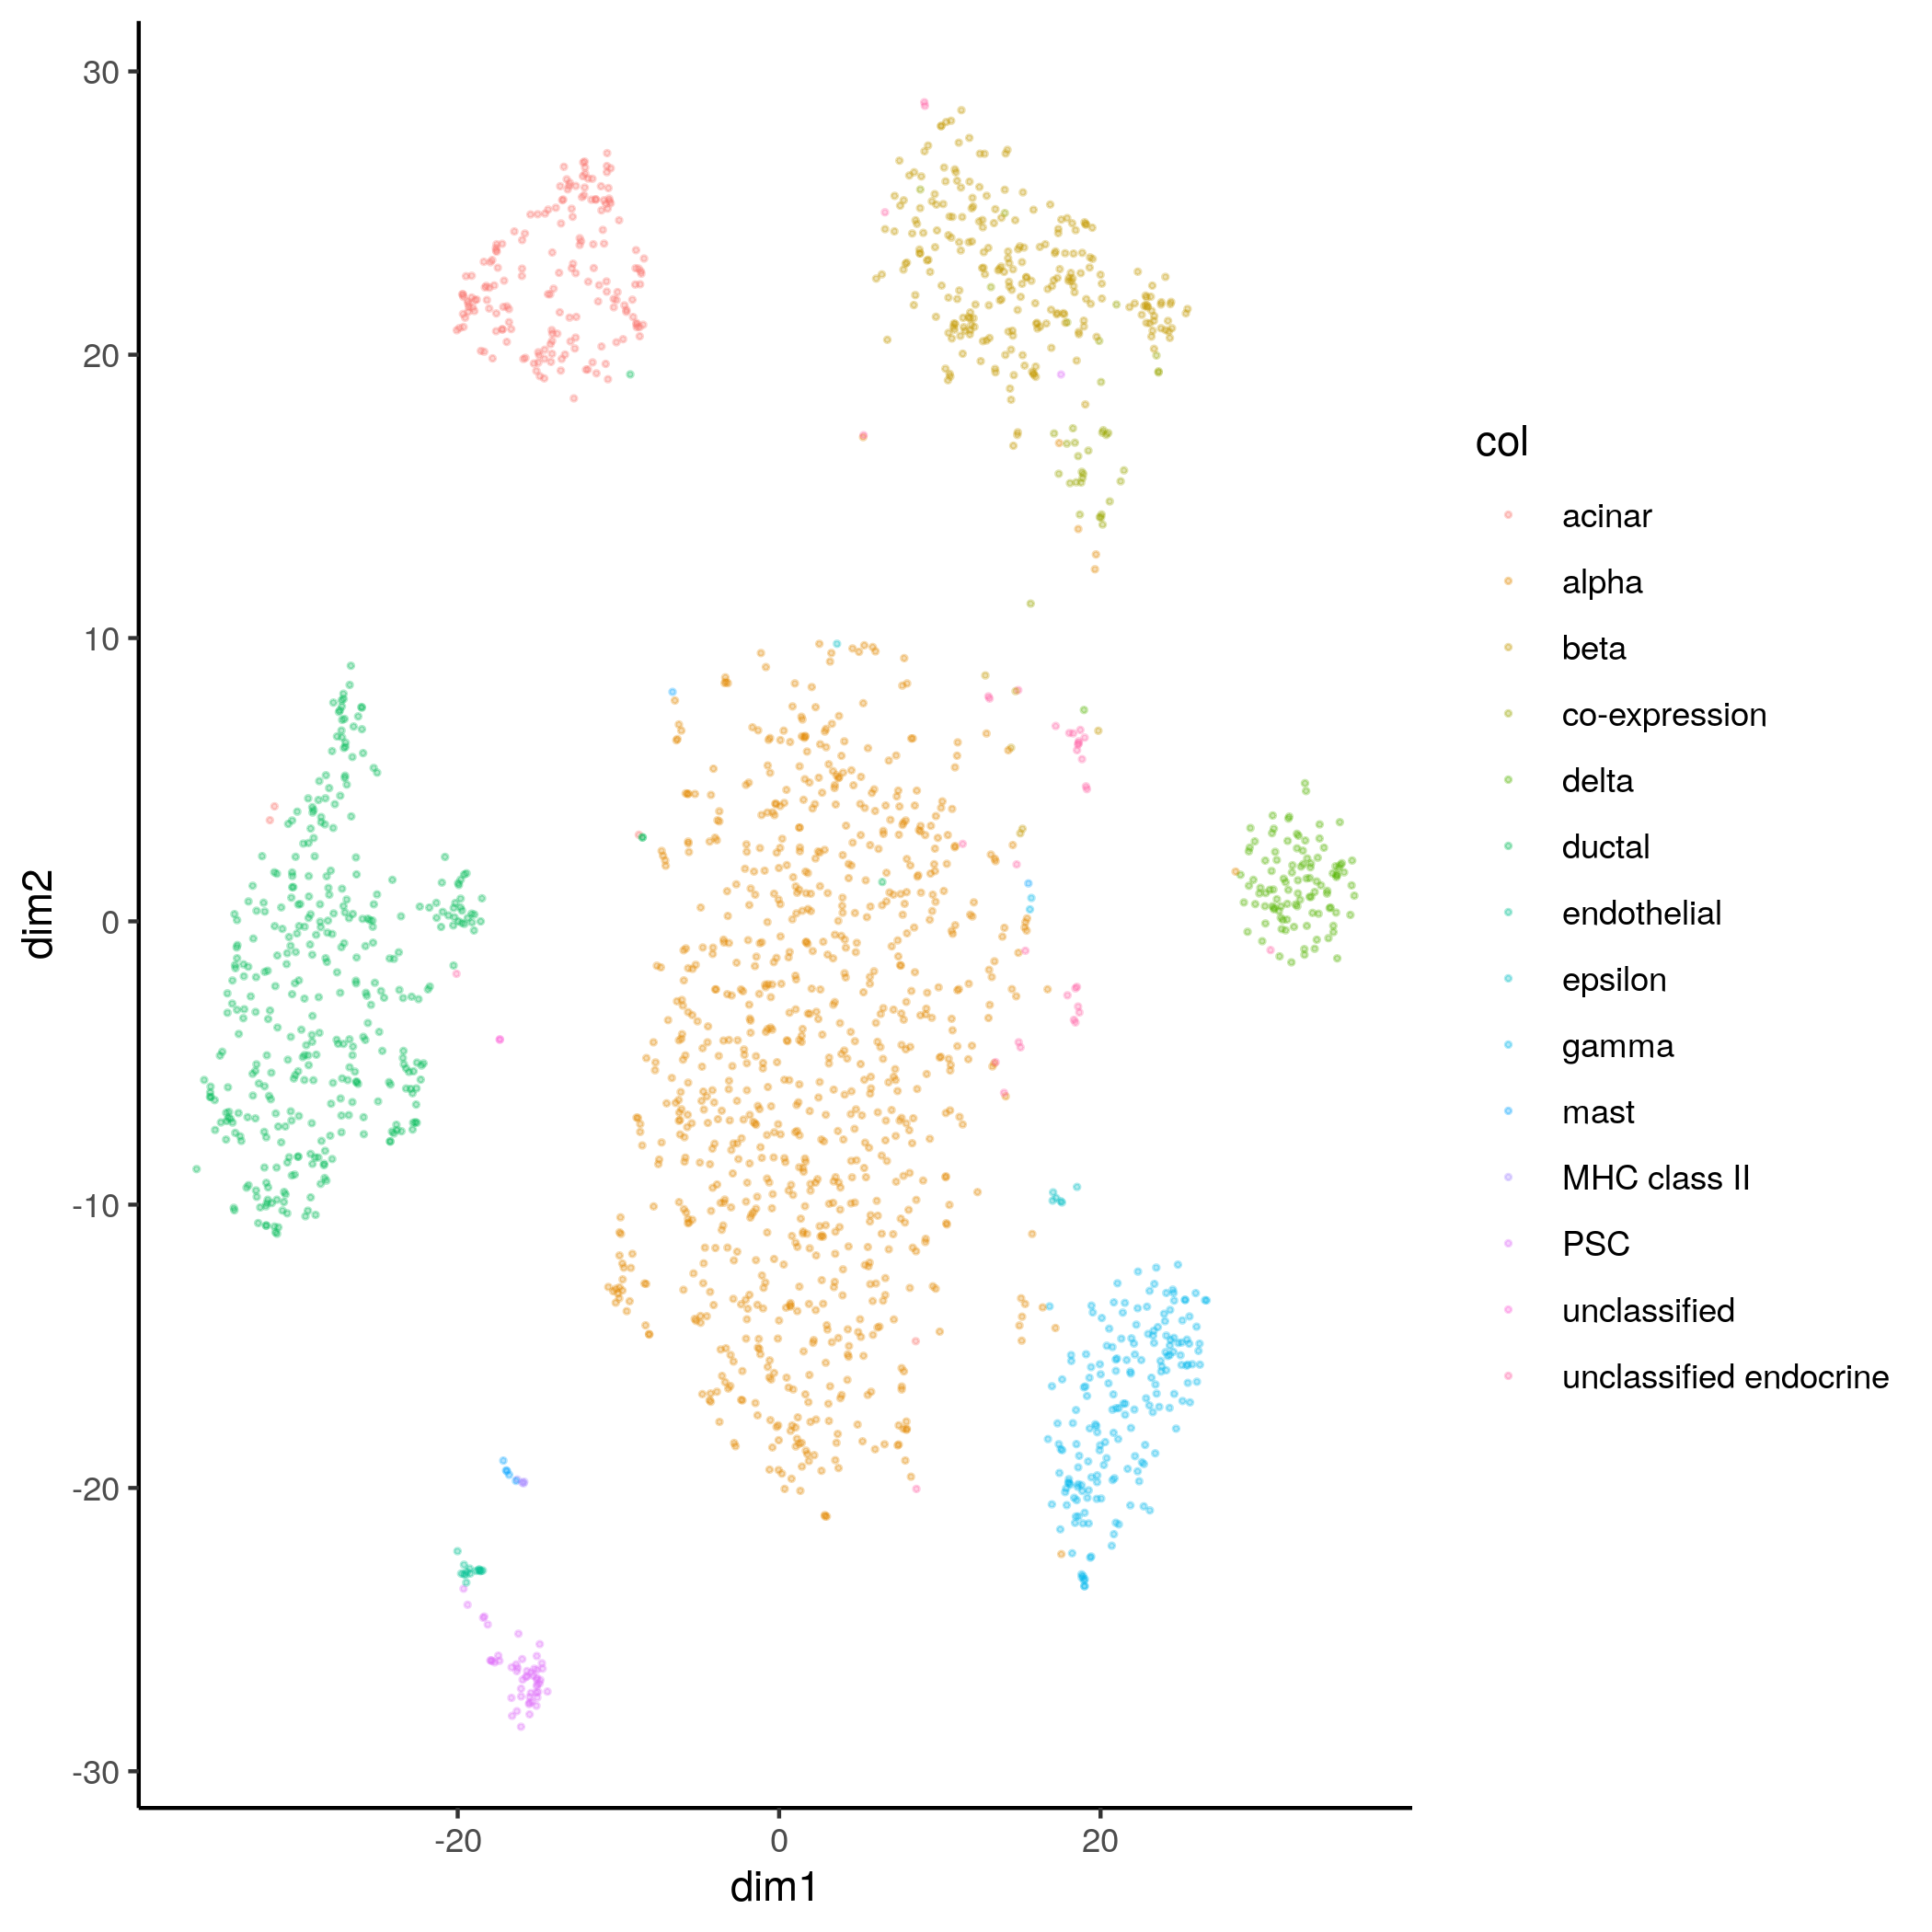 30
20
10
0
-10
-20
-30
dim2
-20
0
20
dim1
col
acinar
alpha
beta
co-expression
delta
ductal
endothelial
epsilon
gamma
mast
MHC class II
PSC
unclassified
unclassified endocrine